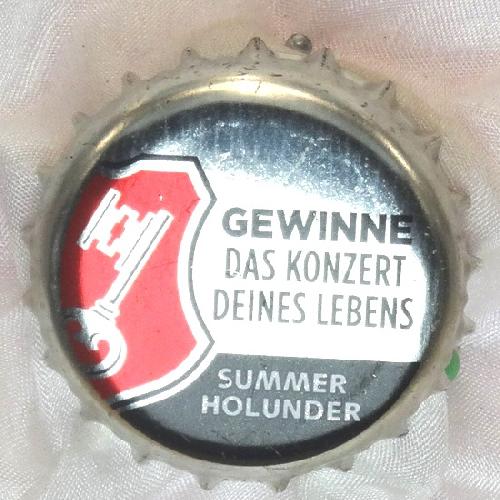 GEWINNE
DAS KONZERT
DEINES LEBENS
SUMMER
HOLUNDER